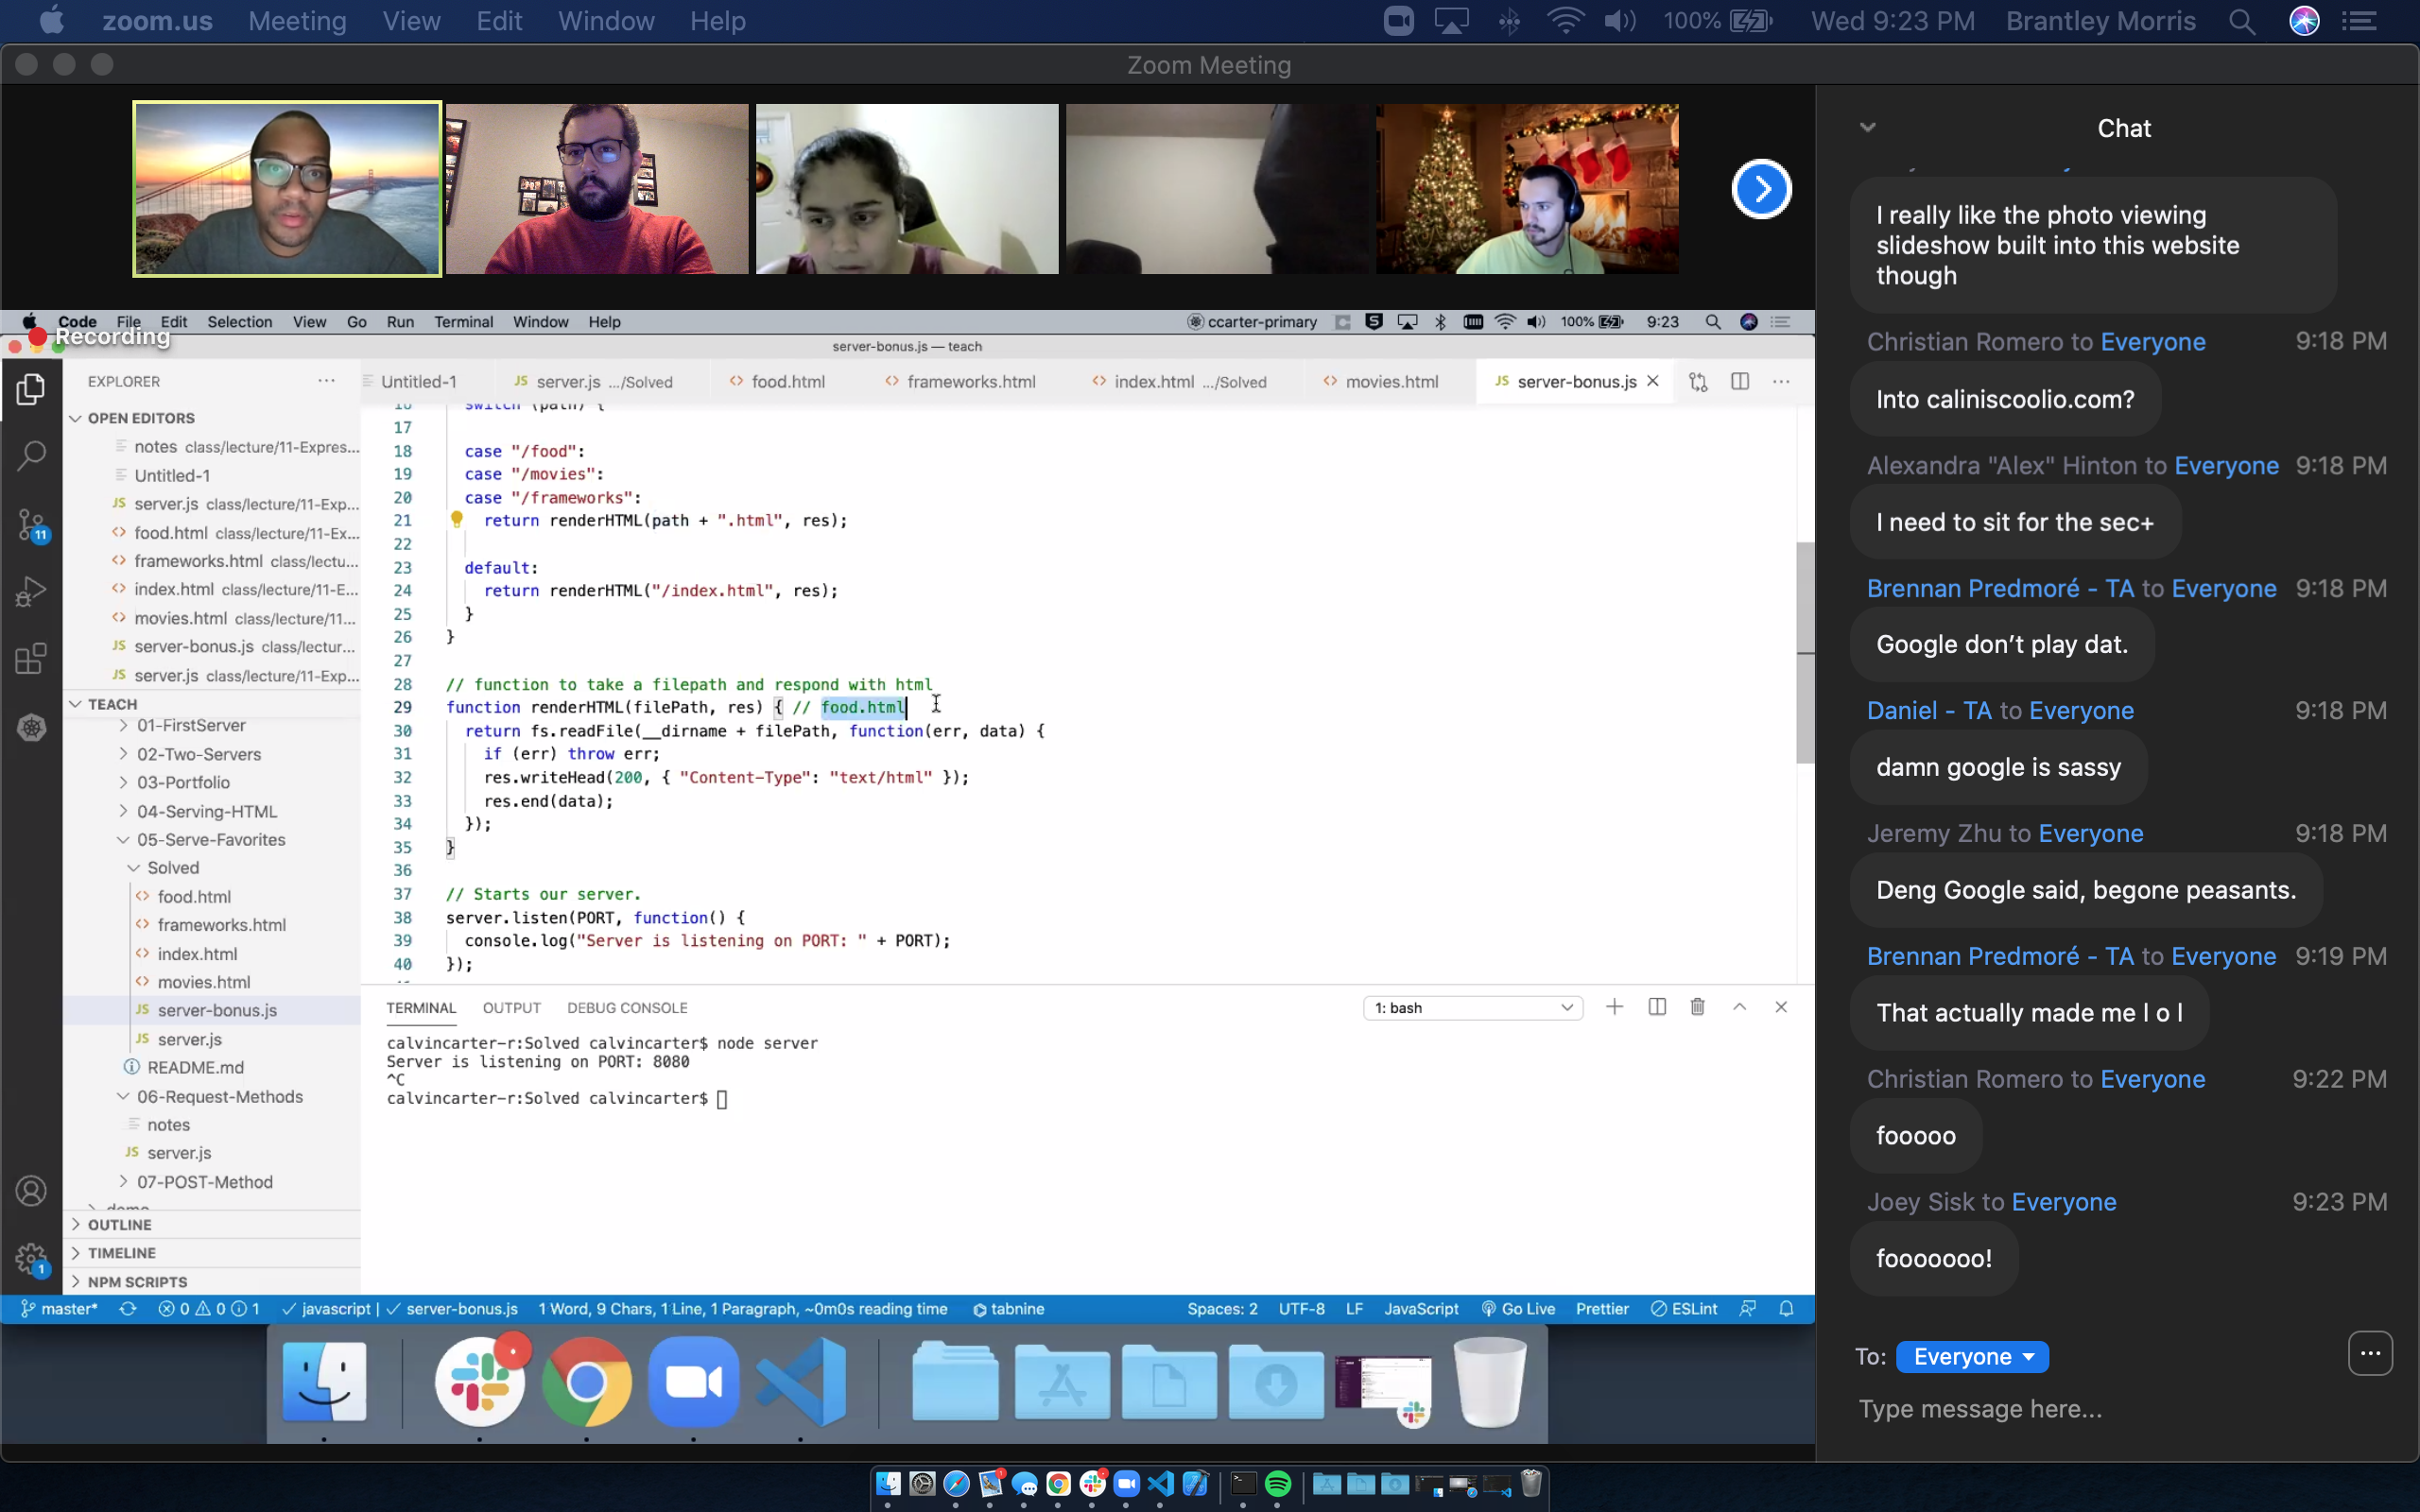 zoom.us Meeting View Edit Window Help 100% Wed 9:23 PM Brantley Morris
Zoom Meeting
Code File Edit Selection View Go Run Terminal Window Help ccarter-primary 100% 9:23
Recording
server-bonus.js — teach
EXPLORER
OPEN EDITORS
notes class/lecture/11-Expres...
Untitled-1
JS server.js class/lecture/11-Exp...
food.html class/lecture/11-Ex...
frameworks.html class/lectu...
index.html class/lecture/11-E...
movies.html class/lecture/11...
JS server-bonus.js class/lectur...
JS server.js class/lecture/11-Exp...
TEACH
01-FirstServer
02-Two-Servers
03-Portfolio
04-Serving-HTML
05-Serve-Favorites
Solved
food.html
frameworks.html
index.html
movies.html
JS server-bonus.js
JS server.js
README.md
06-Request-Methods
notes
JS server.js
07-POST-Method
demo
OUTLINE
TIMELINE
NPM SCRIPTS
11
1
Untitled-1 JS server.js .../Solved food.html frameworks.html index.html .../Solved movies.html JS server-bonus.js
16 switch (path) {
17
18 case "/food":
19 case "/movies":
20 case "/frameworks":
21 return renderHTML(path + ".html", res);
22
23 default:
24 return renderHTML("/index.html", res);
25 }
26 }
27
28 // function to take a filepath and respond with html
29 function renderHTML(filePath, res) { // food.html
30 return fs.readFile(__dirname + filePath, function(err, data) {
31 if (err) throw err;
32 res.writeHead(200, { "Content-Type": "text/html" });
33 res.end(data);
34 });
35 }
36
37 // Starts our server.
38 server.listen(PORT, function() {
39 console.log("Server is listening on PORT: " + PORT);
40 });
TERMINAL OUTPUT DEBUG CONSOLE 1: bash
calvincarter-r:Solved calvincarter$ node server
Server is listening on PORT: 8080
^C
calvincarter-r:Solved calvincarter$
master* 0 0 1 javascript | server-bonus.js 1 Word, 9 Chars, 1 Line, 1 Paragraph, ~0m0s reading time tabnine Spaces: 2 UTF-8 LF JavaScript Go Live Prettier ESLint
Chat
I really like the photo viewing
slideshow built into this website
though
Christian Romero to Everyone 9:18 PM
Into caliniscoolio.com?
Alexandra "Alex" Hinton to Everyone 9:18 PM
I need to sit for the sec+
Brennan Predmoré - TA to Everyone 9:18 PM
Google don’t play dat.
Daniel - TA to Everyone 9:18 PM
damn google is sassy
Jeremy Zhu to Everyone 9:18 PM
Deng Google said, begone peasants.
Brennan Predmoré - TA to Everyone 9:19 PM
That actually made me l o l
Christian Romero to Everyone 9:22 PM
fooooo
Joey Sisk to Everyone 9:23 PM
fooooooo!
To: Everyone
Type message here...